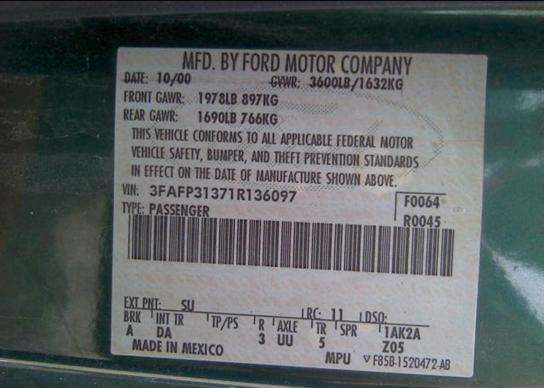 MFD. BY FORD MOTOR COMPANY
DATE: 10/00 GVWR: 3600LB/1632KG
FRONT GAWR: 1978LB 897KG
REAR GAWR: 1690LB 766KG
THIS VEHICLE CONFORMS TO ALL APPLICABLE FEDERAL MOTOR
VEHICLE SAFETY, BUMPER, AND THEFT PREVENTION STANDARDS
IN EFFECT ON THE DATE OF MANUFACTURE SHOWN ABOVE.
VIN: 3FAFP31371R136097 F0064
TYPE: PASSENGER R0045
EXT PNT: SU RC: 11 DSO:
BRK INT TR TP/PS R AXLE TR SPR 1AK2A
A DA 3 UU 5 Z05
MADE IN MEXICO MPU F85B-1520472-AB